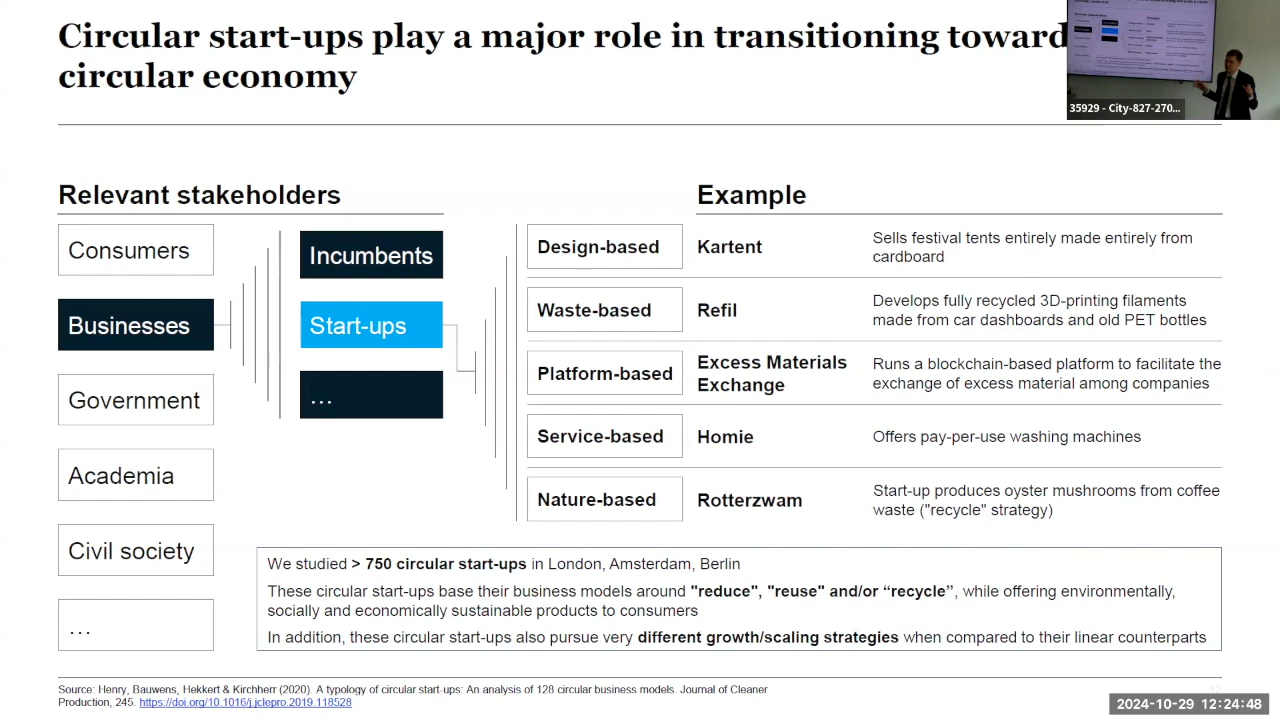 Circular start-ups play a major role in transitioning toward
circular economy
35929 - City-827-270...
Relevant stakeholders
Example
Consumers
Businesses
Government
Academia
Civil society
...
Incumbents
Start-ups
...
Design-based
Kartent
Sells festival tents entirely made entirely from
cardboard
Waste-based
Refil
Develops fully recycled 3D-printing filaments
made from car dashboards and old PET bottles
Platform-based
Excess Materials
Exchange
Runs a blockchain-based platform to facilitate the
exchange of excess material among companies
Service-based
Homie
Offers pay-per-use washing machines
Nature-based
Rotterzwam
Start-up produces oyster mushrooms from coffee
waste ("recycle" strategy)
We studied > 750 circular start-ups in London, Amsterdam, Berlin
These circular start-ups base their business models around "reduce", "reuse" and/or “recycle”, while offering environmentally,
socially and economically sustainable products to consumers
In addition, these circular start-ups also pursue very different growth/scaling strategies when compared to their linear counterparts
Source: Henry, Bauwens, Hekkert & Kirchherr (2020). A typology of circular start-ups: An analysis of 128 circular business models. Journal of Cleaner
Production, 245. https://doi.org/10.1016/j.jclepro.2019.118528
2024-10-29 12:24:48